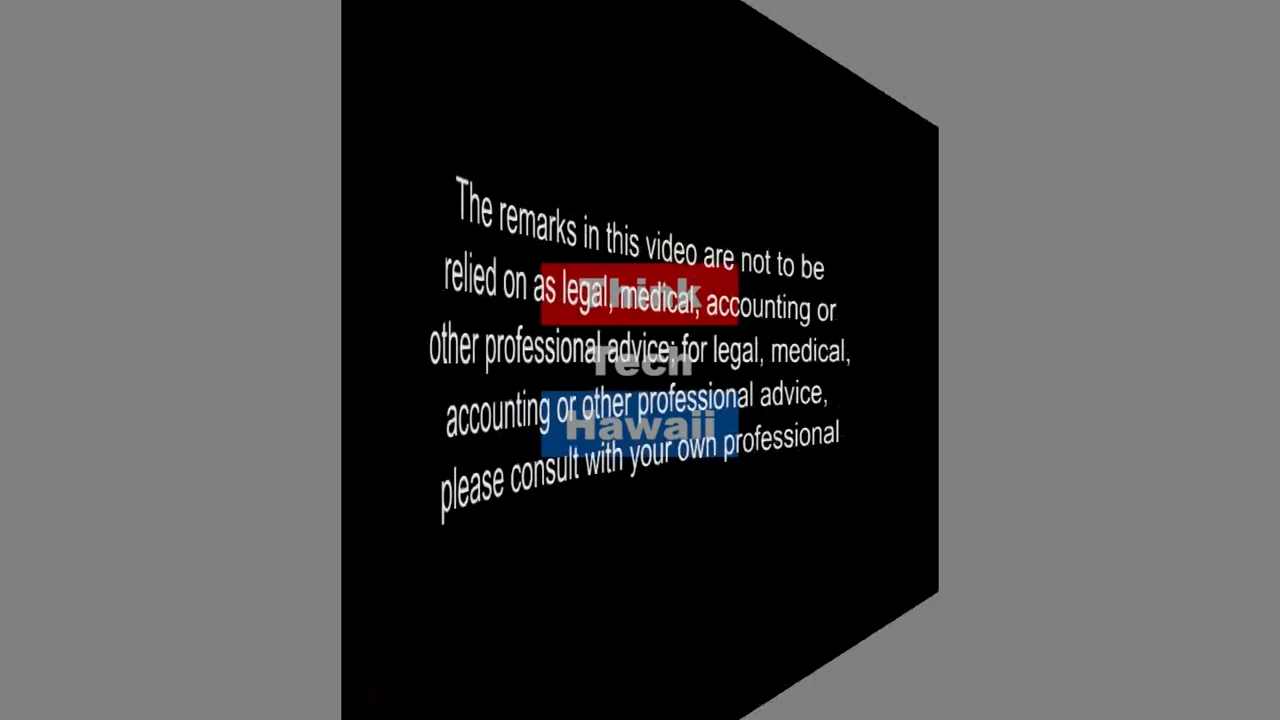 The remarks in this video are not to be
relied on as legal, medical, accounting or
other professional advice; for legal, medical,
accounting or other professional advice,
please consult with your own professional
Think
Tech
Hawaii